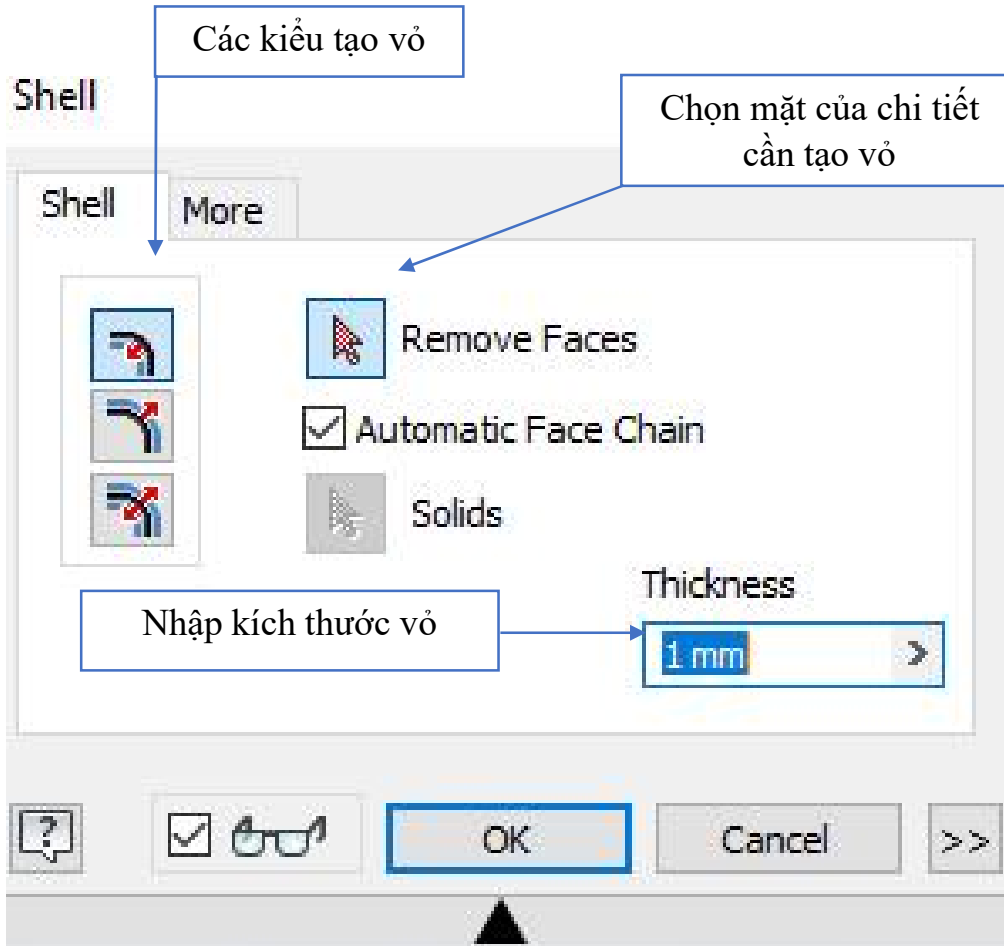 Các kiểu tạo vỏ
Shell
Chọn mặt của chi tiết
cần tạo vỏ
Shell
More
Remove Faces
Automatic Face Chain
Solids
Thickness
Nhập kích thước vỏ
1 mm
>
?
OK
Cancel
>>